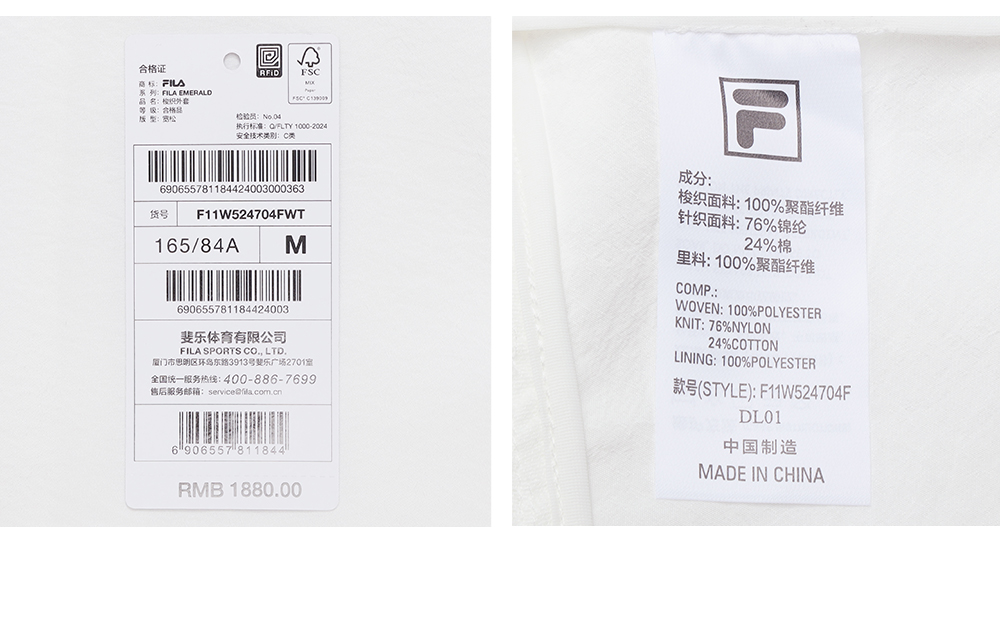 合格证
RFiD
FSC
MIX
Paper
FSC® C138059
商 标: FILA
系 列: FILA EMERALD
品 名: 梭织外套
等 级: 合格品
版 型: 宽松
检验员: No.04
执行标准: Q/FLTY 1000-2024
安全技术类别: C类
690655781184424003000363
货号 F11W524704FWT
165/84A M
690655781184424003
斐乐体育有限公司
FILA SPORTS CO., LTD.
厦门市思明区环岛东路3913号斐乐广场2701室
全国统一服务热线: 400-886-7699
售后服务邮箱: service@fila.com.cn
6 906557 811844
RMB 1880.00
F
成分:
梭织面料: 100%聚酯纤维
针织面料: 76%锦纶
24%棉
里料: 100%聚酯纤维
COMP.:
WOVEN: 100%POLYESTER
KNIT: 76%NYLON
24%COTTON
LINING: 100%POLYESTER
款号(STYLE): F11W524704F
DL01
中国制造
MADE IN CHINA